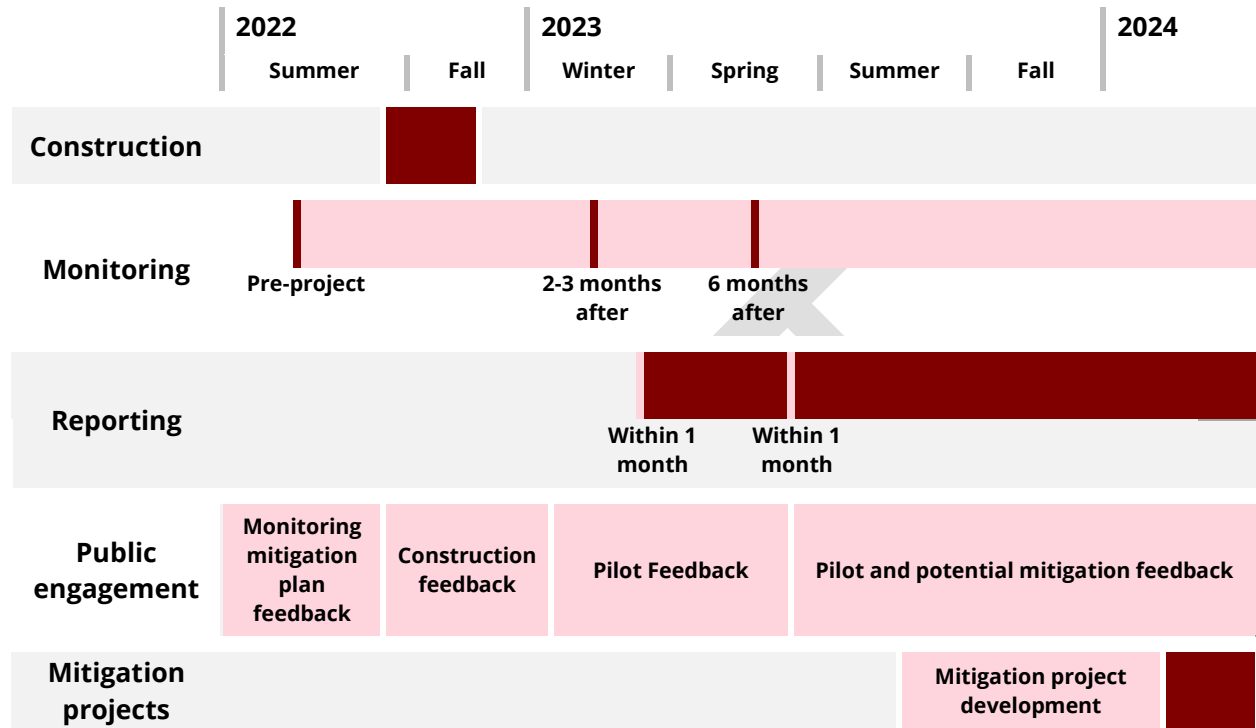 2022
2023
2024
Summer
Fall
Winter
Spring
Summer
Fall
Construction
Monitoring
Pre-project
2-3 months
after
6 months
after
Reporting
Within 1
month
Within 1
month
Public
engagement
Monitoring
mitigation
plan
feedback
Construction
feedback
Pilot Feedback
Pilot and potential mitigation feedback
Mitigation
projects
Mitigation project
development